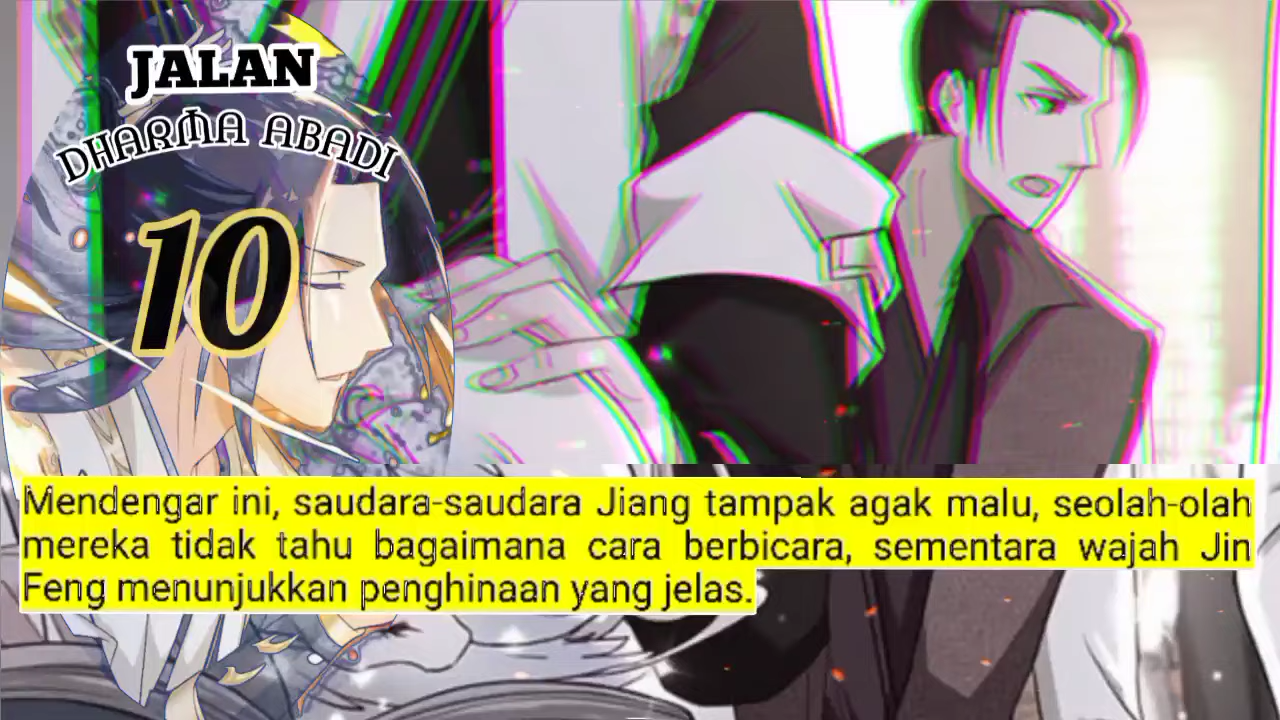 JALAN
DHARMA ABADI
10
Mendengar ini, saudara-saudara Jiang tampak agak malu, seolah-olah
mereka tidak tahu bagaimana cara berbicara, sementara wajah Jin
Feng menunjukkan penghinaan yang jelas.